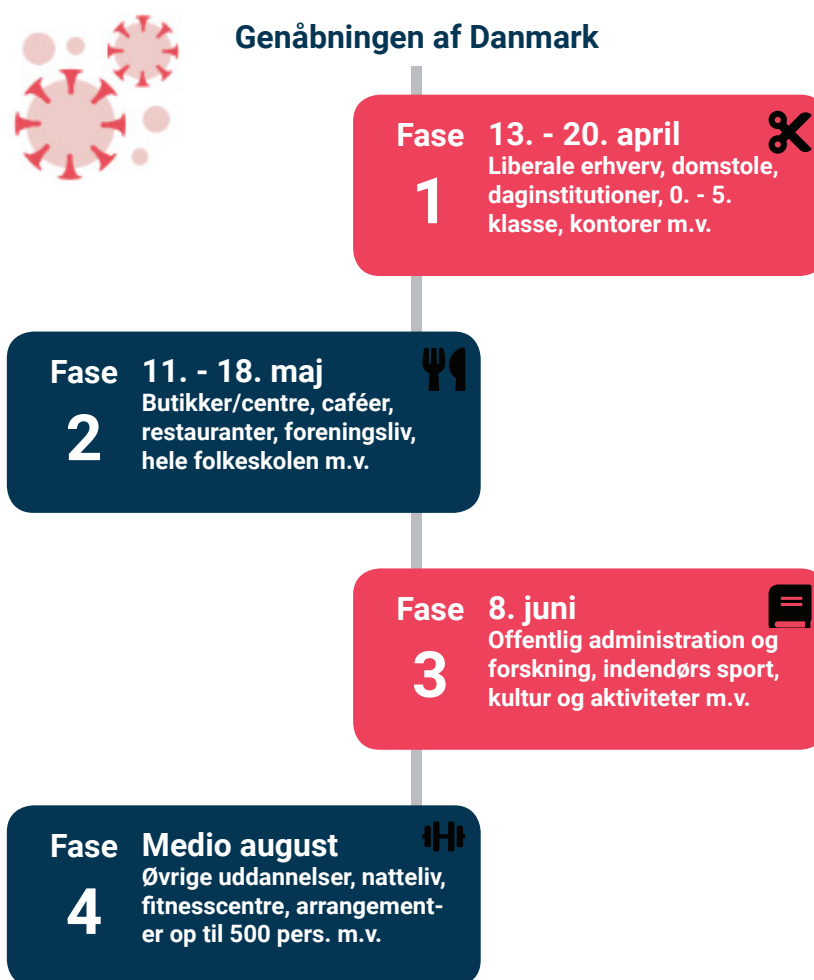 Genåbningen af Danmark
Fase 1
13. - 20. april
Liberale erhverv, domstole,
daginstitutioner, 0. - 5.
klasse, kontorer m.v.
Fase 2
11. - 18. maj
Butikker/centre, caféer,
restauranter, foreningsliv,
hele folkeskolen m.v.
Fase 3
8. juni
Offentlig administration og
forskning, indendørs sport,
kultur og aktiviteter m.v.
Fase 4
Medio august
Øvrige uddannelser, natteliv,
fitnesscentre, arrangement-
er op til 500 pers. m.v.